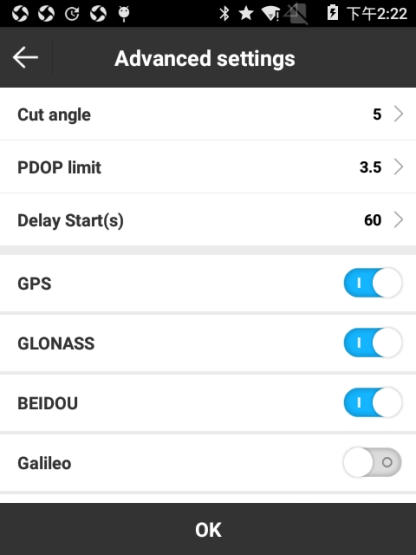 下午2:22
Advanced settings
Cut angle 5
PDOP limit 3.5
Delay Start(s) 60
GPS
GLONASS
BEIDOU
Galileo
OK